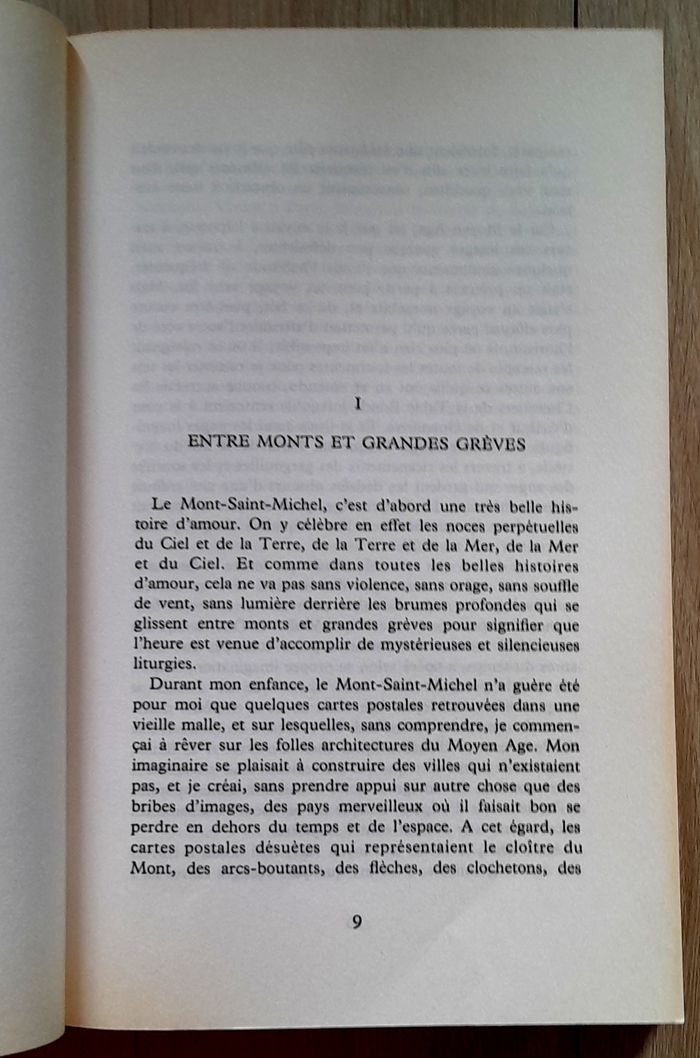 I
ENTRE MONTS ET GRANDES GRÈVES
Le Mont-Saint-Michel, c'est d'abord une très belle his-
toire d'amour. On y célèbre en effet les noces perpétuelles
du Ciel et de la Terre, de la Terre et de la Mer, de la Mer
et du Ciel. Et comme dans toutes les belles histoires
d'amour, cela ne va pas sans violence, sans orage, sans souffle
de vent, sans lumière derrière les brumes profondes qui se
glissent entre monts et grandes grèves pour signifier que
l'heure est venue d'accomplir de mystérieuses et silencieuses
liturgies.
Durant mon enfance, le Mont-Saint-Michel n'a guère été
pour moi que quelques cartes postales retrouvées dans une
vieille malle, et sur lesquelles, sans comprendre, je commen-
çai à rêver sur les folles architectures du Moyen Age. Mon
imaginaire se plaisait à construire des villes qui n'existaient
pas, et je créai, sans prendre appui sur autre chose que des
bribes d'images, des pays merveilleux où il faisait bon se
perdre en dehors du temps et de l'espace. A cet égard, les
cartes postales désuètes qui représentaient le cloître du
Mont, des arcs-boutants, des flèches, des clochetons, des
9